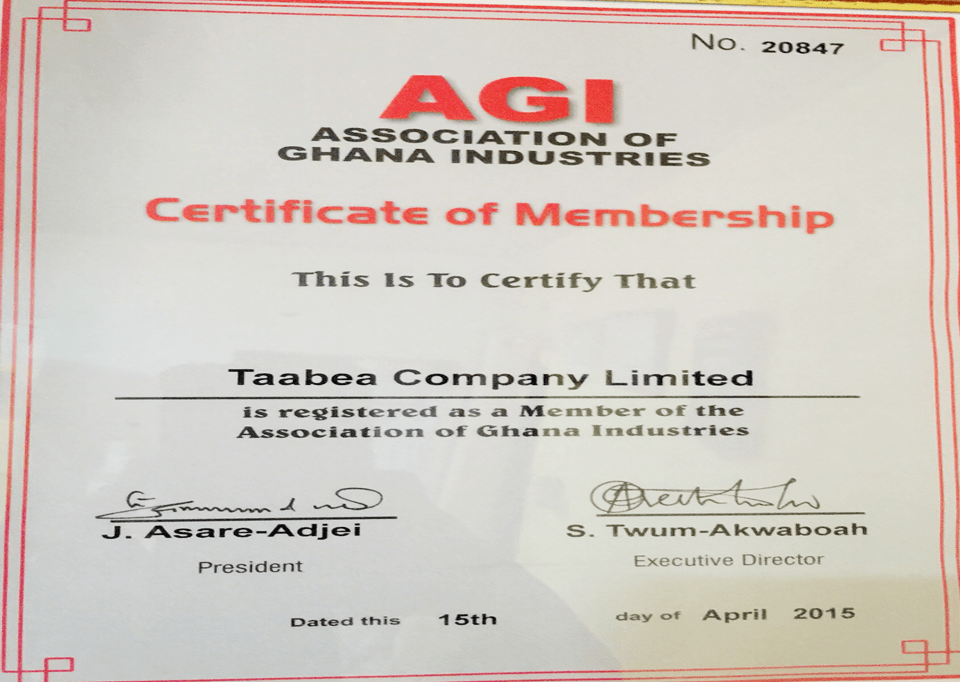 No. 20847
AGI
ASSOCIATION OF
GHANA INDUSTRIES
Certificate of Membership
This Is To Certify That
Taabea Company Limited
is registered as a Member of the
Association of Ghana Industries
J. Asare-Adjei S. Twum-Akwaboah
President Executive Director
Dated this 15th day of April 2015